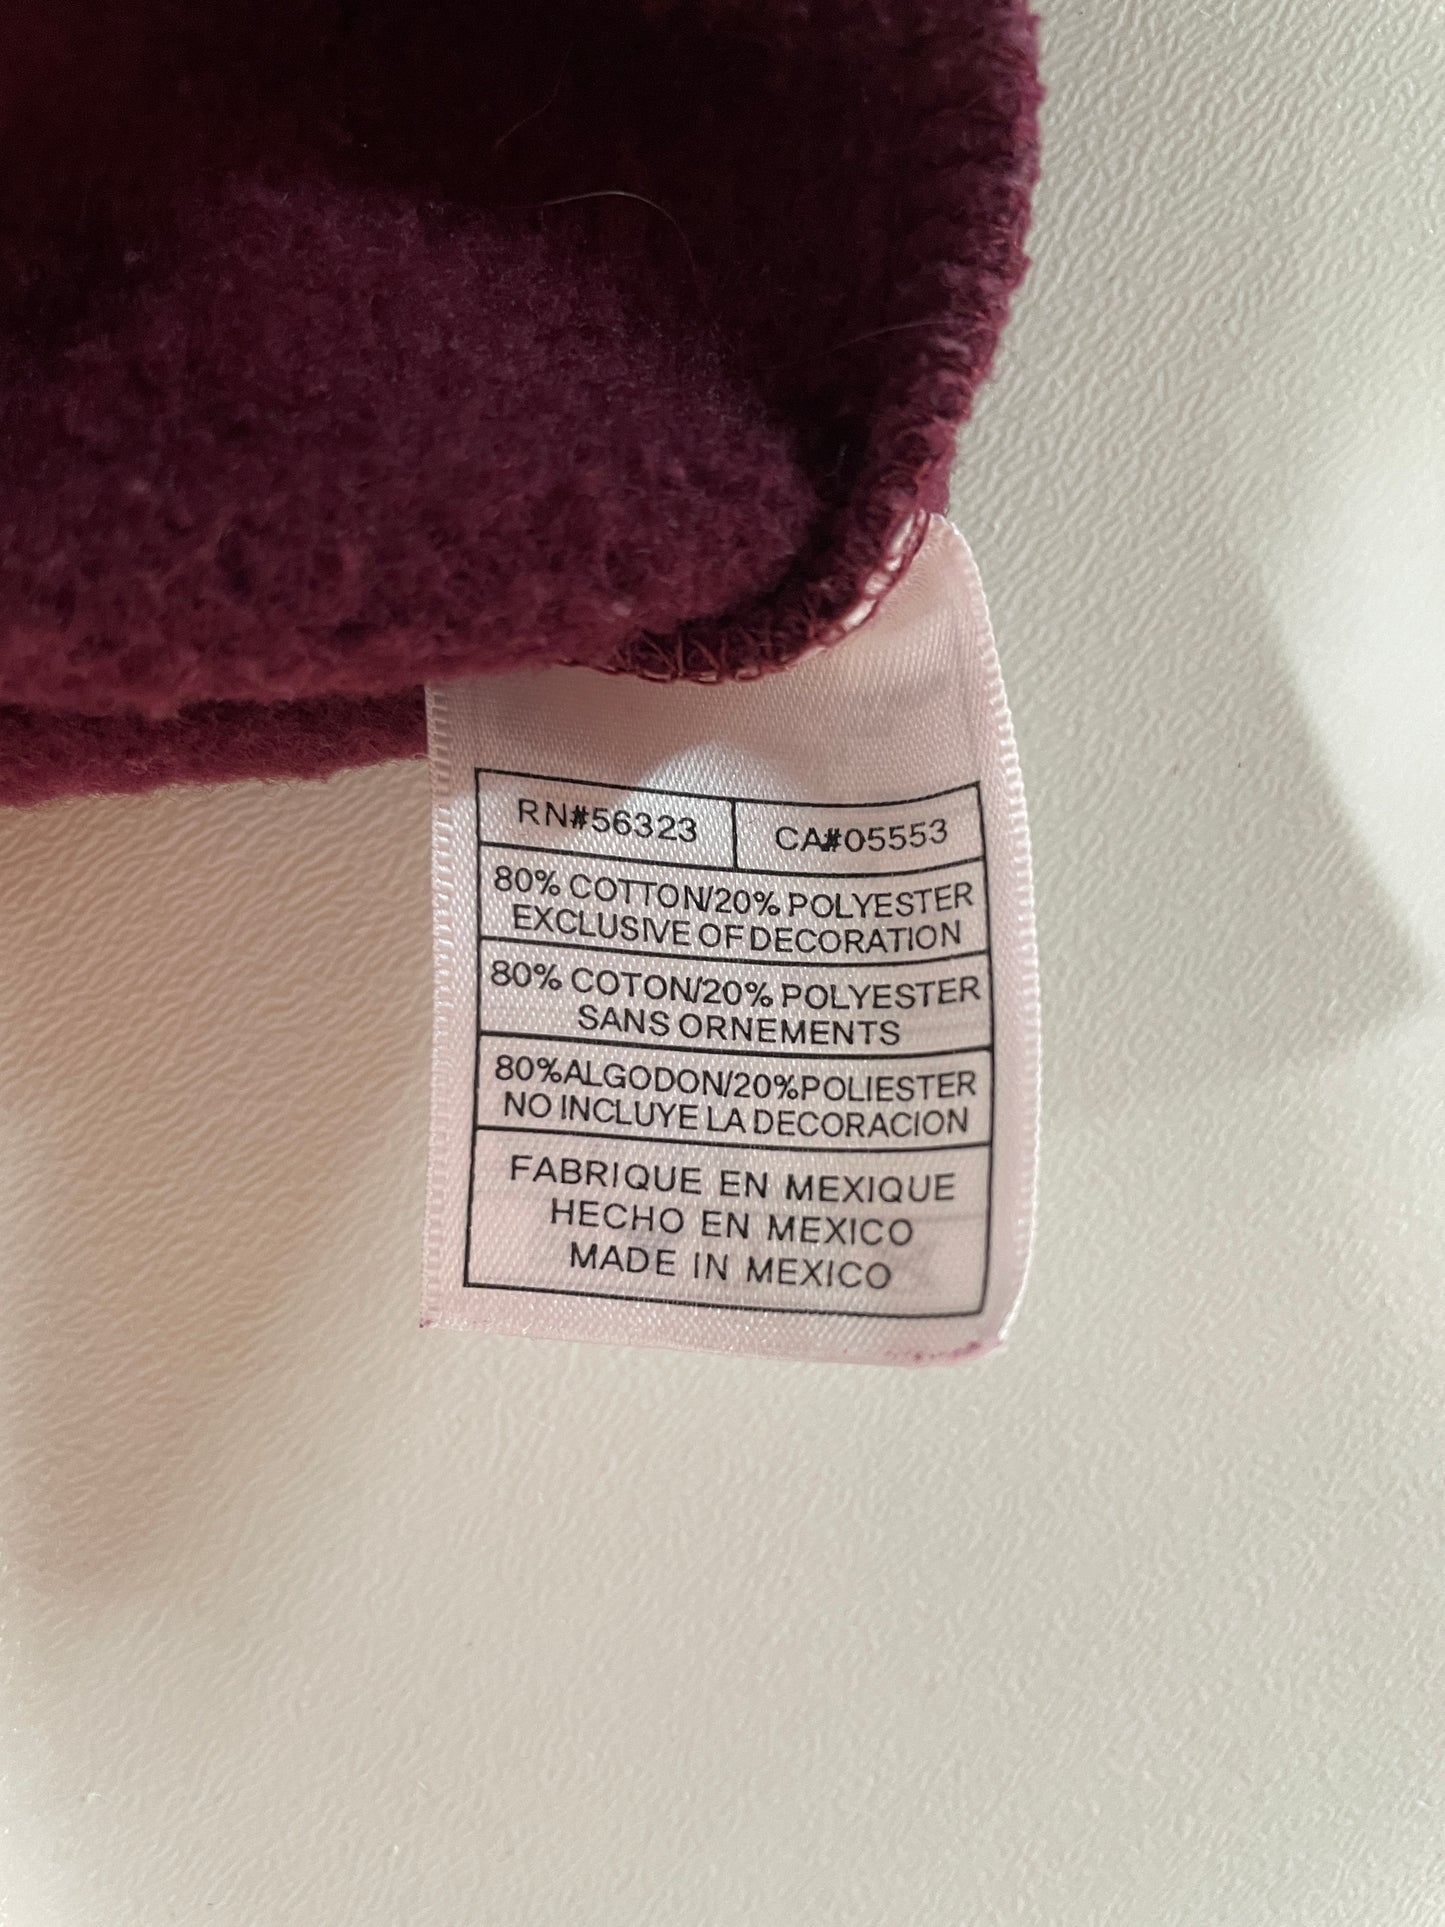 RN#56323 CA#05553
80% COTTON/20% POLYESTER
EXCLUSIVE OF DECORATION
80% COTON/20% POLYESTER
SANS ORNEMENTS
80%ALGODON/20%POLIESTER
NO INCLUYE LA DECORACION
FABRIQUE EN MEXIQUE
HECHO EN MEXICO
MADE IN MEXICO